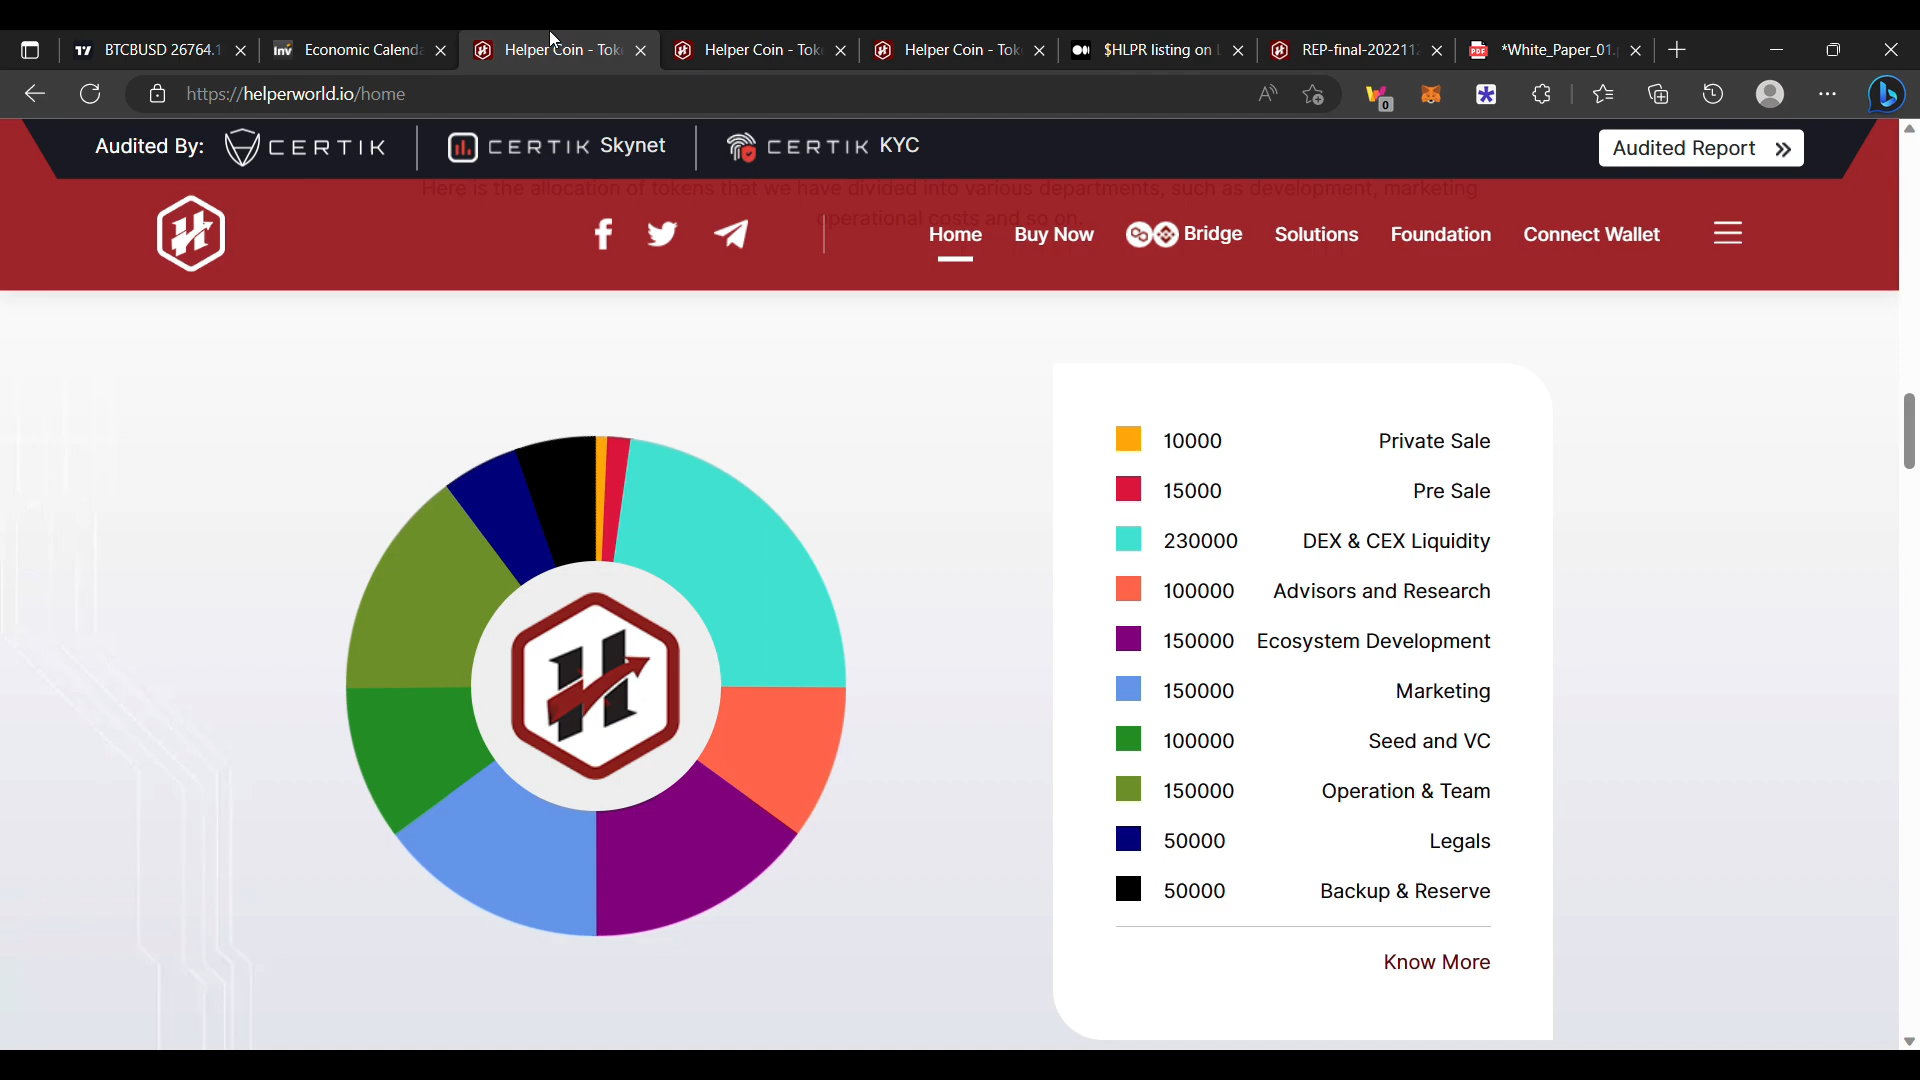 BTCBUSD 26764.1
Economic Calenda
Helper Coin - Tok
Helper Coin - Tok
Helper Coin - Tok
$HLPR listing on L
REP-final-2022112
*White_Paper_01.p
https://helperworld.io/home
0
Audited By:
CERTIK
CERTIK Skynet
CERTIK KYC
Audited Report
Here is the allocation of tokens that we have divided into various departments, such as development, marketing
operational costs and so on.
Home
Buy Now
Bridge
Solutions
Foundation
Connect Wallet
10000 Private Sale
15000 Pre Sale
230000 DEX & CEX Liquidity
100000 Advisors and Research
150000 Ecosystem Development
150000 Marketing
100000 Seed and VC
150000 Operation & Team
50000 Legals
50000 Backup & Reserve
Know More